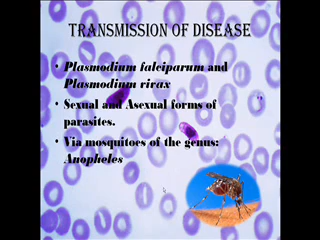 TRANSMISSION OF DISEASE
• Plasmodium falciparum and
Plasmodium rivax
• Sexual and Asexual forms of
parasites.
• Via mosquitoes of the genus:
Anopheles